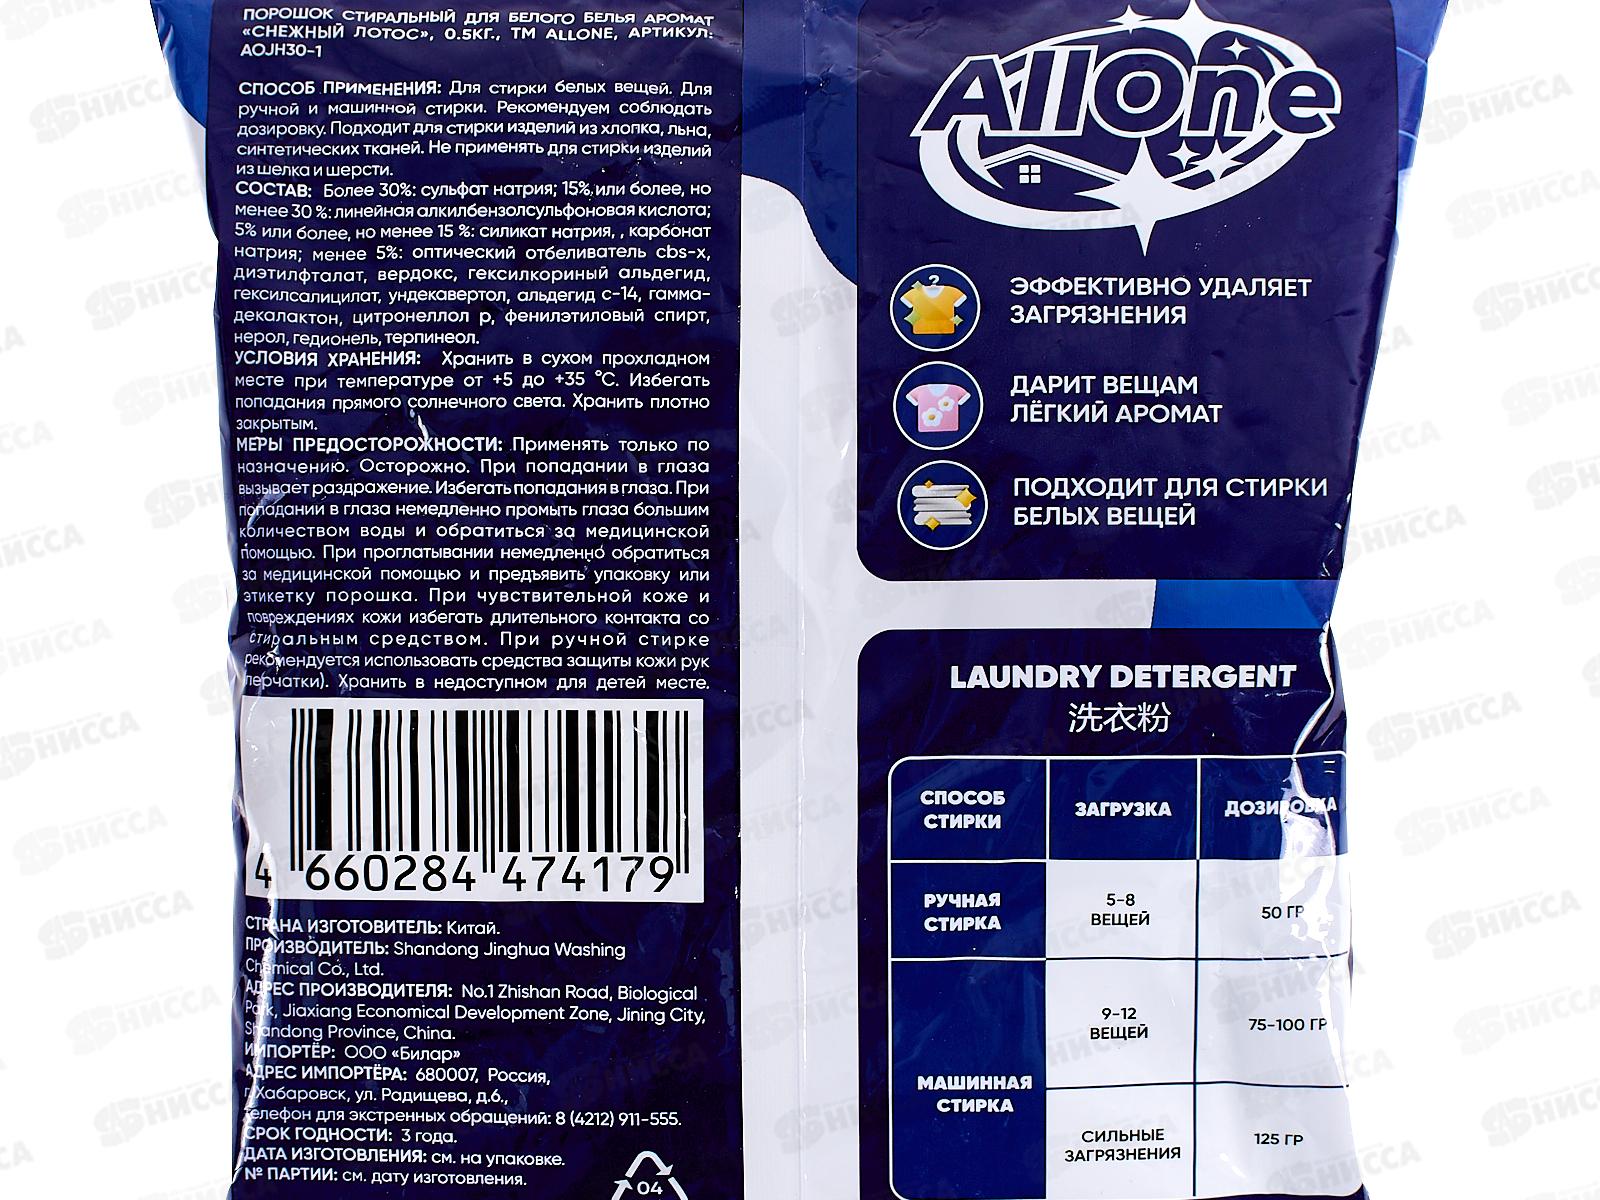 ПОРОШОК СТИРАЛЬНЫЙ ДЛЯ БЕЛОГО БЕЛЬЯ АРОМАТ
«СНЕЖНЫЙ ЛОТОС», 0.5КГ., ТМ ALLONE, АРТИКУЛ:
AOJH30-1
СПОСОБ ПРИМЕНЕНИЯ: Для стирки белых вещей. Для
ручной и машинной стирки. Рекомендуем соблюдать
дозировку. Подходит для стирки изделий из хлопка, льна,
синтетических тканей. Не применять для стирки изделий
из шелка и шерсти.
СОСТАВ: Более 30%: сульфат натрия; 15% или более, но
менее 30 %: линейная алкилбензолсульфоновая кислота;
5% или более, но менее 15 %: силикат натрия, , карбонат
натрия; менее 5%: оптический отбеливатель cbs-x,
диэтилфталат, вердокс, гексилкориный альдегид,
гексилсалицилат, ундекавертол, альдегид с-14, гамма-
декалактон, цитронеллол р, фенилэтиловый спирт,
нерол, гедионель, терпинеол.
УСЛОВИЯ ХРАНЕНИЯ: Хранить в сухом прохладном
месте при температуре от +5 до +35 °С. Избегать
попадания прямого солнечного света. Хранить плотно
закрытым.
МЕРЫ ПРЕДОСТОРОЖНОСТИ: Применять только по
назначению. Осторожно. При попадании в глаза
вызывает раздражение. Избегать попадания в глаза. При
попадании в глаза немедленно промыть глаза большим
количеством воды и обратиться за медицинской
помощью. При проглатывании немедленно обратиться
за медицинской помощью и предъявить упаковку или
этикетку порошка. При чувствительной коже и
повреждениях кожи избегать длительного контакта со
стиральным средством. При ручной стирке
рекомендуется использовать средства защиты кожи рук
перчатки). Хранить в недоступном для детей месте.
4 660284 474179
СТРАНА ИЗГОТОВИТЕЛЬ: Китай.
ПРОИЗВОДИТЕЛЬ: Shandong Jinghua Washing
Chemical Co., Ltd.
АДРЕС ПРОИЗВОДИТЕЛЯ: No.1 Zhishan Road, Biological
Park, Jiaxiang Economical Development Zone, Jining City,
Shandong Province, China.
ИМПОРТЁР: ООО «Билар»
АДРЕС ИМПОРТЁРА: 680007, Россия,
г. Хабаровск, ул. Радищева, д.6.,
телефон для экстренных обращений: 8 (4212) 911-555.
СРОК ГОДНОСТИ: 3 года.
ДАТА ИЗГОТОВЛЕНИЯ: см. на упаковке.
№ ПАРТИИ: см. дату изготовления.
04
AllOne
ЭФФЕКТИВНО УДАЛЯЕТ
ЗАГРЯЗНЕНИЯ
ДАРИТ ВЕЩАМ
ЛЁГКИЙ АРОМАТ
ПОДХОДИТ ДЛЯ СТИРКИ
БЕЛЫХ ВЕЩЕЙ
LAUNDRY DETERGENT
洗衣粉
СПОСОБ
СТИРКИ
ЗАГРУЗКА
ДОЗИРОВКА
РУЧНАЯ
СТИРКА
5-8
ВЕЩЕЙ
50 ГР
МАШИННАЯ
СТИРКА
9-12
ВЕЩЕЙ
75-100 ГР
СИЛЬНЫЕ
ЗАГРЯЗНЕНИЯ
125 ГР
НИССА